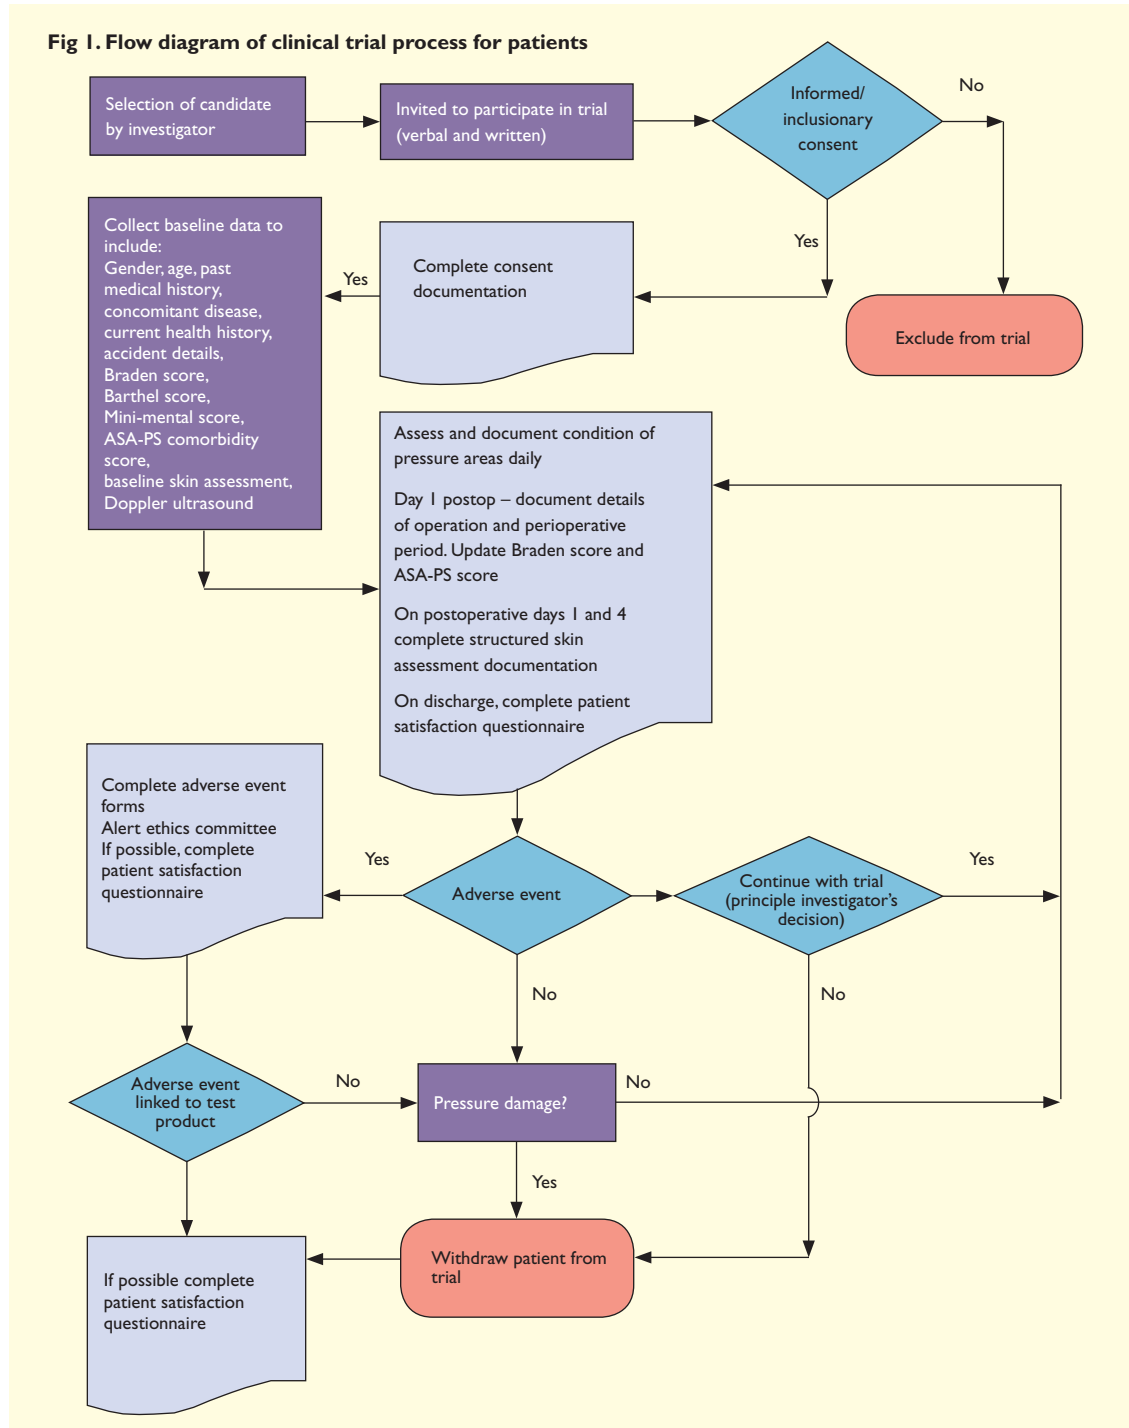 Fig 1. Flow diagram of clinical trial process for patients
Selection of candidate
by investigator
Invited to participate in trial
(verbal and written)
Informed/
inclusionary
consent
No
Yes
Exclude from trial
Complete consent
documentation
Yes
Collect baseline data to
include:
Gender, age, past
medical history,
concomitant disease,
current health history,
accident details,
Braden score,
Barthel score,
Mini-mental score,
ASA-PS comorbidity
score,
baseline skin assessment,
Doppler ultrasound
Assess and document condition of
pressure areas daily
Day 1 postop – document details
of operation and perioperative
period. Update Braden score and
ASA-PS score
On postoperative days 1 and 4
complete structured skin
assessment documentation
On discharge, complete patient
satisfaction questionnaire
Complete adverse event
forms
Alert ethics committee
If possible, complete
patient satisfaction
questionnaire
Yes
Adverse event
Continue with trial
(principle investigator's
decision)
Yes
No
No
Adverse event
linked to test
product
No
Pressure damage?
No
Yes
Withdraw patient from
trial
If possible complete
patient satisfaction
questionnaire